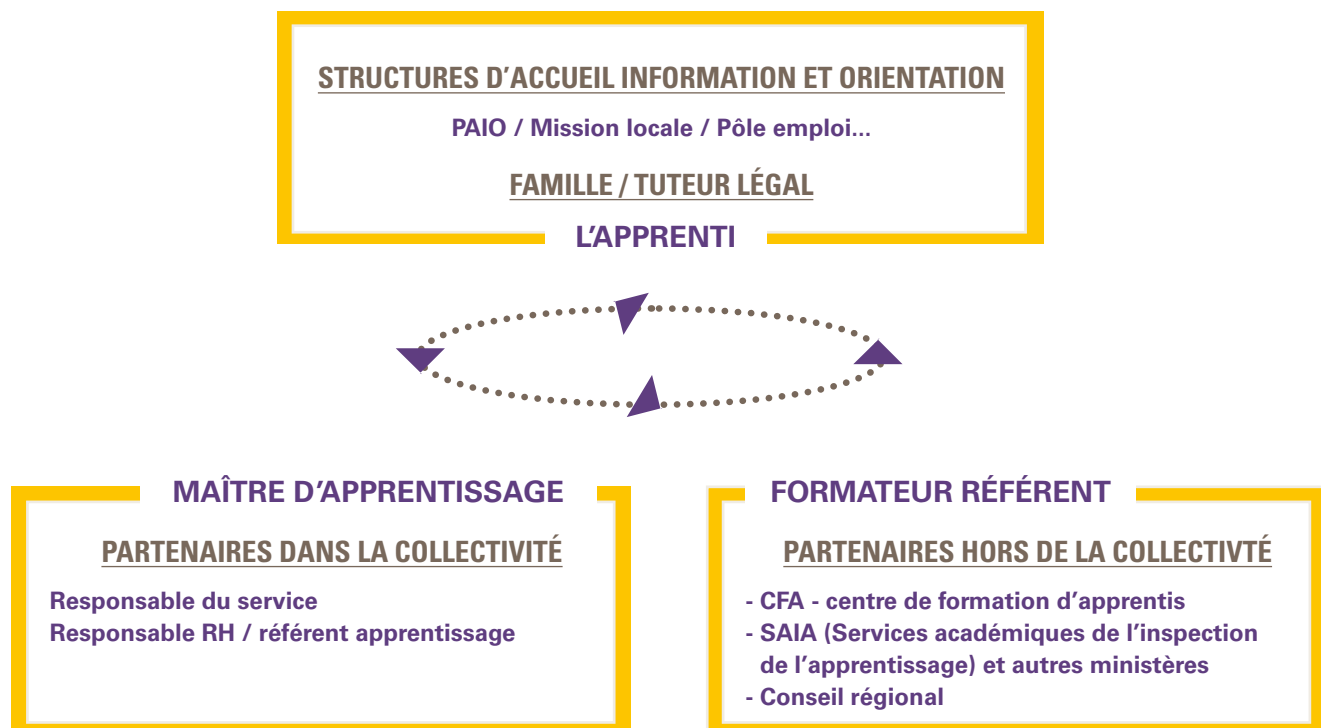 STRUCTURES D'ACCUEIL INFORMATION ET ORIENTATION
PAIO / Mission locale / Pôle emploi...
FAMILLE / TUTEUR LÉGAL
L'APPRENTI
MAÎTRE D'APPRENTISSAGE
PARTENAIRES DANS LA COLLECTIVITÉ
Responsable du service
Responsable RH / référent apprentissage
FORMATEUR RÉFÉRENT
PARTENAIRES HORS DE LA COLLECTIVTÉ
- CFA - centre de formation d'apprentis
- SAIA (Services académiques de l'inspection
de l'apprentissage) et autres ministères
- Conseil régional